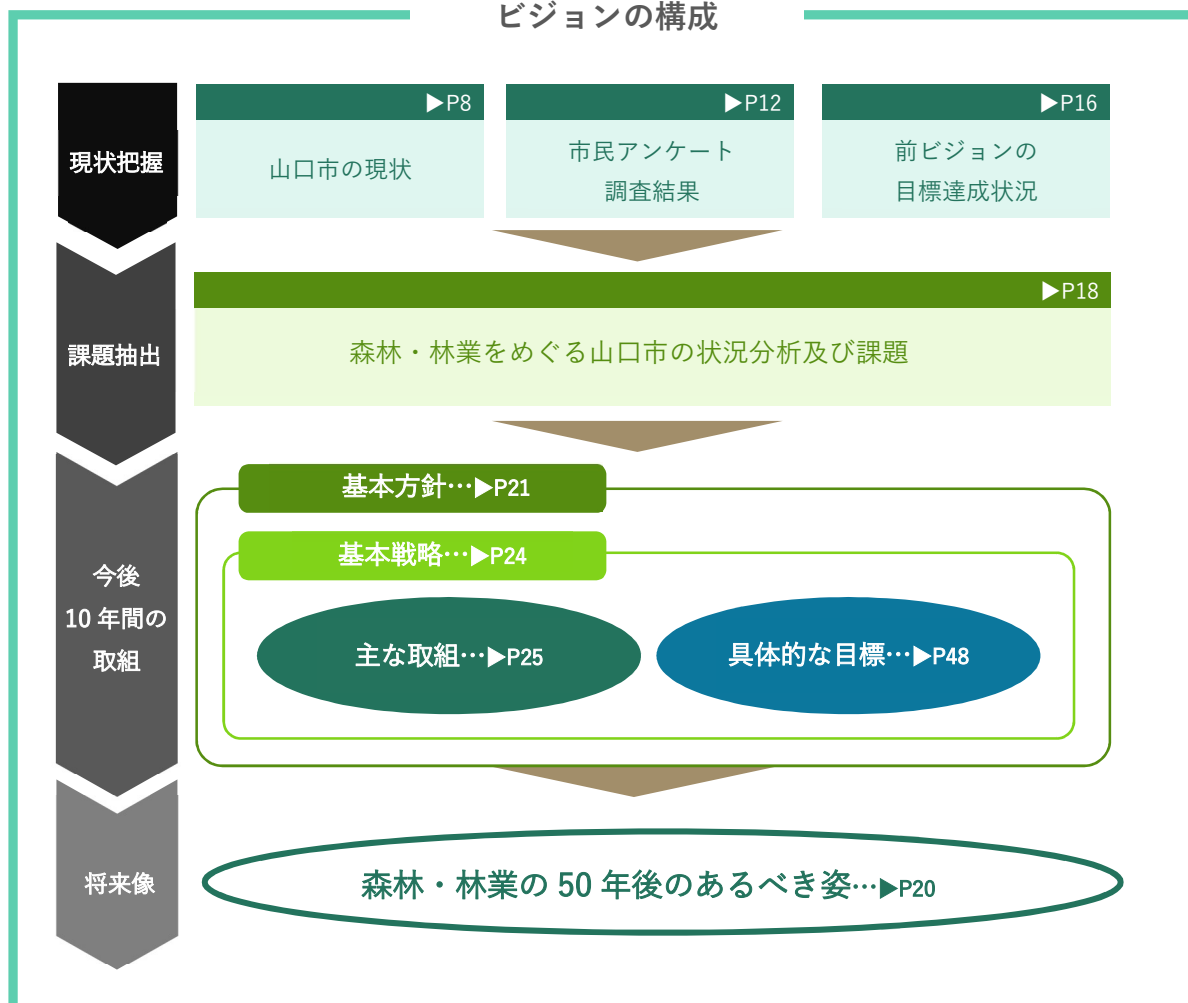 ビジョンの構成
現状把握
▶P8
山口市の現状
▶P12
市民アンケート
調査結果
▶P16
前ビジョンの
目標達成状況
課題抽出
▶P18
森林・林業をめぐる山口市の状況分析及び課題
今後
10年間の
取組
基本方針…▶P21
基本戦略…▶P24
主な取組…▶P25
具体的な目標…▶P48
将来像
森林・林業の50年後のあるべき姿…▶P20